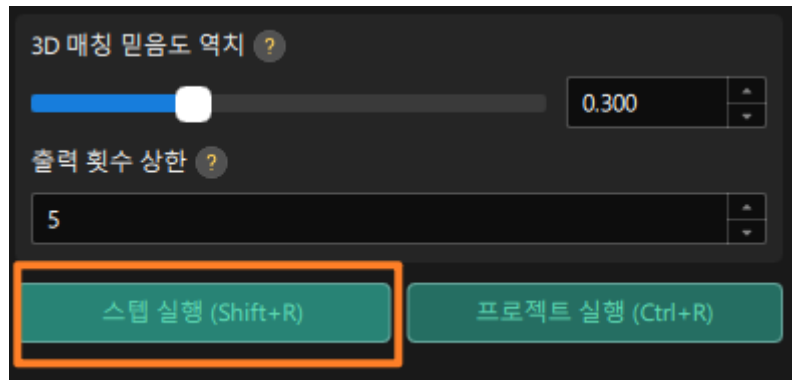 3D 매칭 믿음도 역치 ?
0.300
출력 횟수 상한 ?
5
스텝 실행 (Shift+R)
프로젝트 실행 (Ctrl+R)